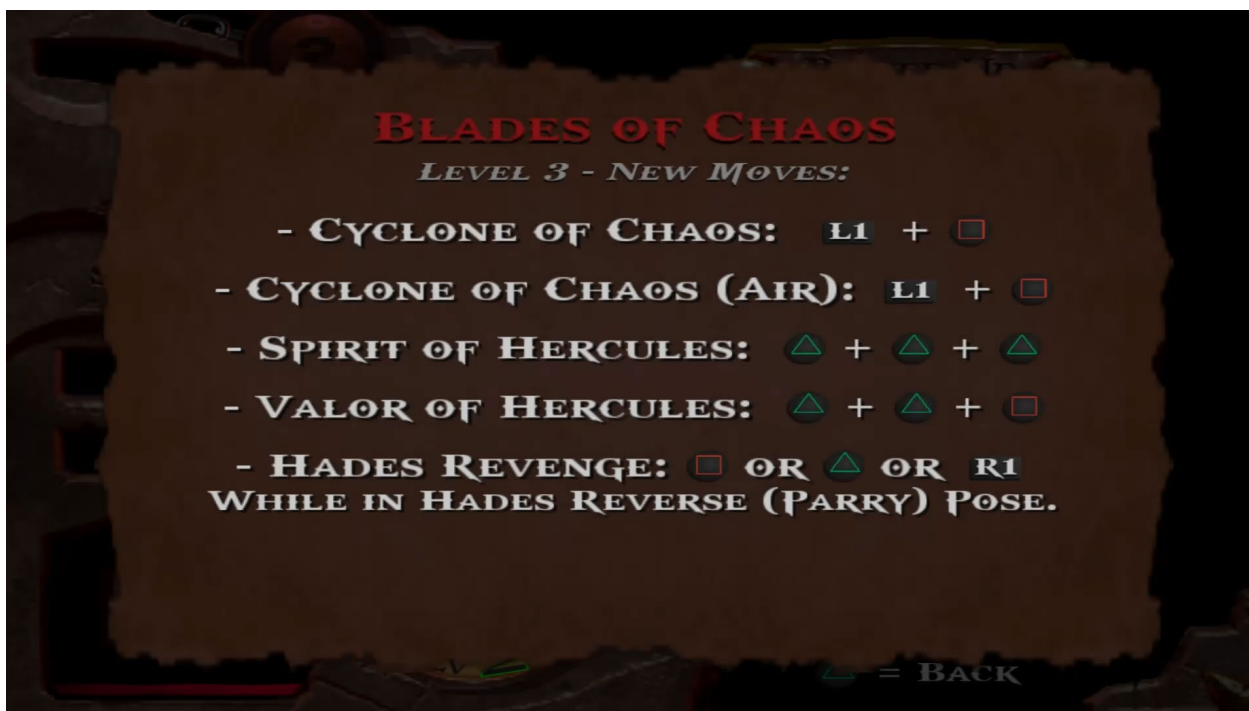 Blades of Chaos
Level 3 - New Moves:
- Cyclone of Chaos: L1 + □
- Cyclone of Chaos (Air): L1 + □
- Spirit of Hercules: △ + △ + △
- Valor of Hercules: △ + △ + □
- Hades Revenge: □ or △ or R1
While in Hades Reverse (Parry) Pose.
△ = Back